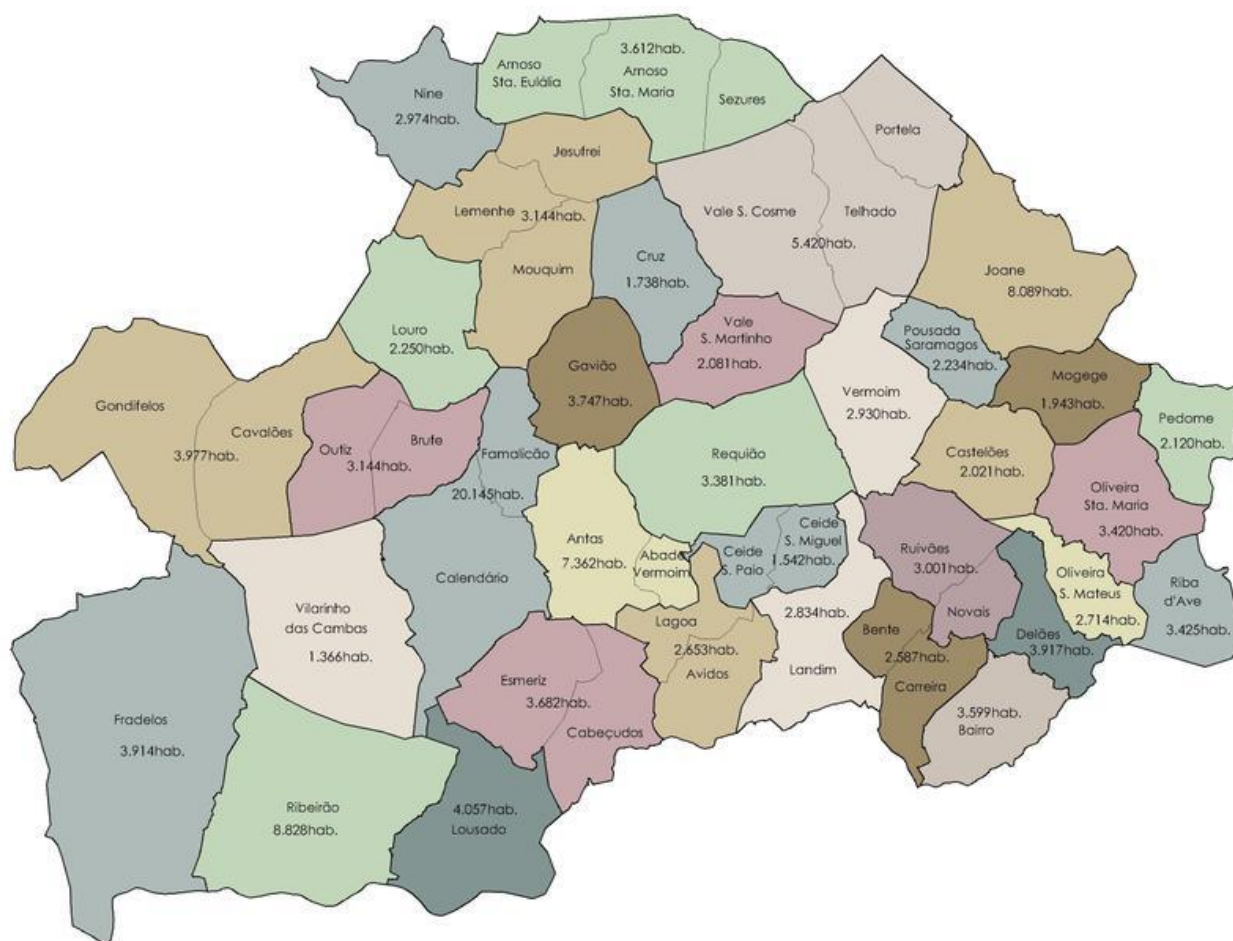 Nine
2.974hab.
Arnoso
Sta. Eulália
3.612hab.
Arnoso
Sta. Maria
Sezures
Portela
Jesufrei
Lemenhe
3.144hab.
Mouquim
Vale S. Cosme
Telhado
5.420hab.
Cruz
1.738hab.
Joane
8.089hab.
Louro
2.250hab.
Gavião
3.747hab.
Vale
S. Martinho
2.081hab.
Pousada
Saramagos
2.234hab.
Vermoim
2.930hab.
Mogege
1.943hab.
Pedome
2.120hab.
Gondifelos
Cavalões
3.977hab.
Outiz
Brufe
3.144hab.
Famalicão
20.145hab.
Calendário
Requião
3.381hab.
Castelões
2.021hab.
Oliveira
Sta. Maria
3.420hab.
Antas
7.362hab.
Abade
Vermoim
Ceide
S. Paio
Ceide
S. Miguel
1.542hab.
Ruivães
3.001hab.
Novais
Oliveira
S. Mateus
2.714hab.
Riba
d'Ave
3.425hab.
Vilarinho
das Cambas
1.366hab.
Lagoa
2.653hab.
Avidos
2.834hab.
Landim
Bente
2.587hab.
Carreira
Delães
3.917hab.
Esmeriz
3.682hab.
Cabeçudos
3.599hab.
Bairro
Fradelos
3.914hab.
Ribeirão
8.828hab.
4.057hab.
Lousado